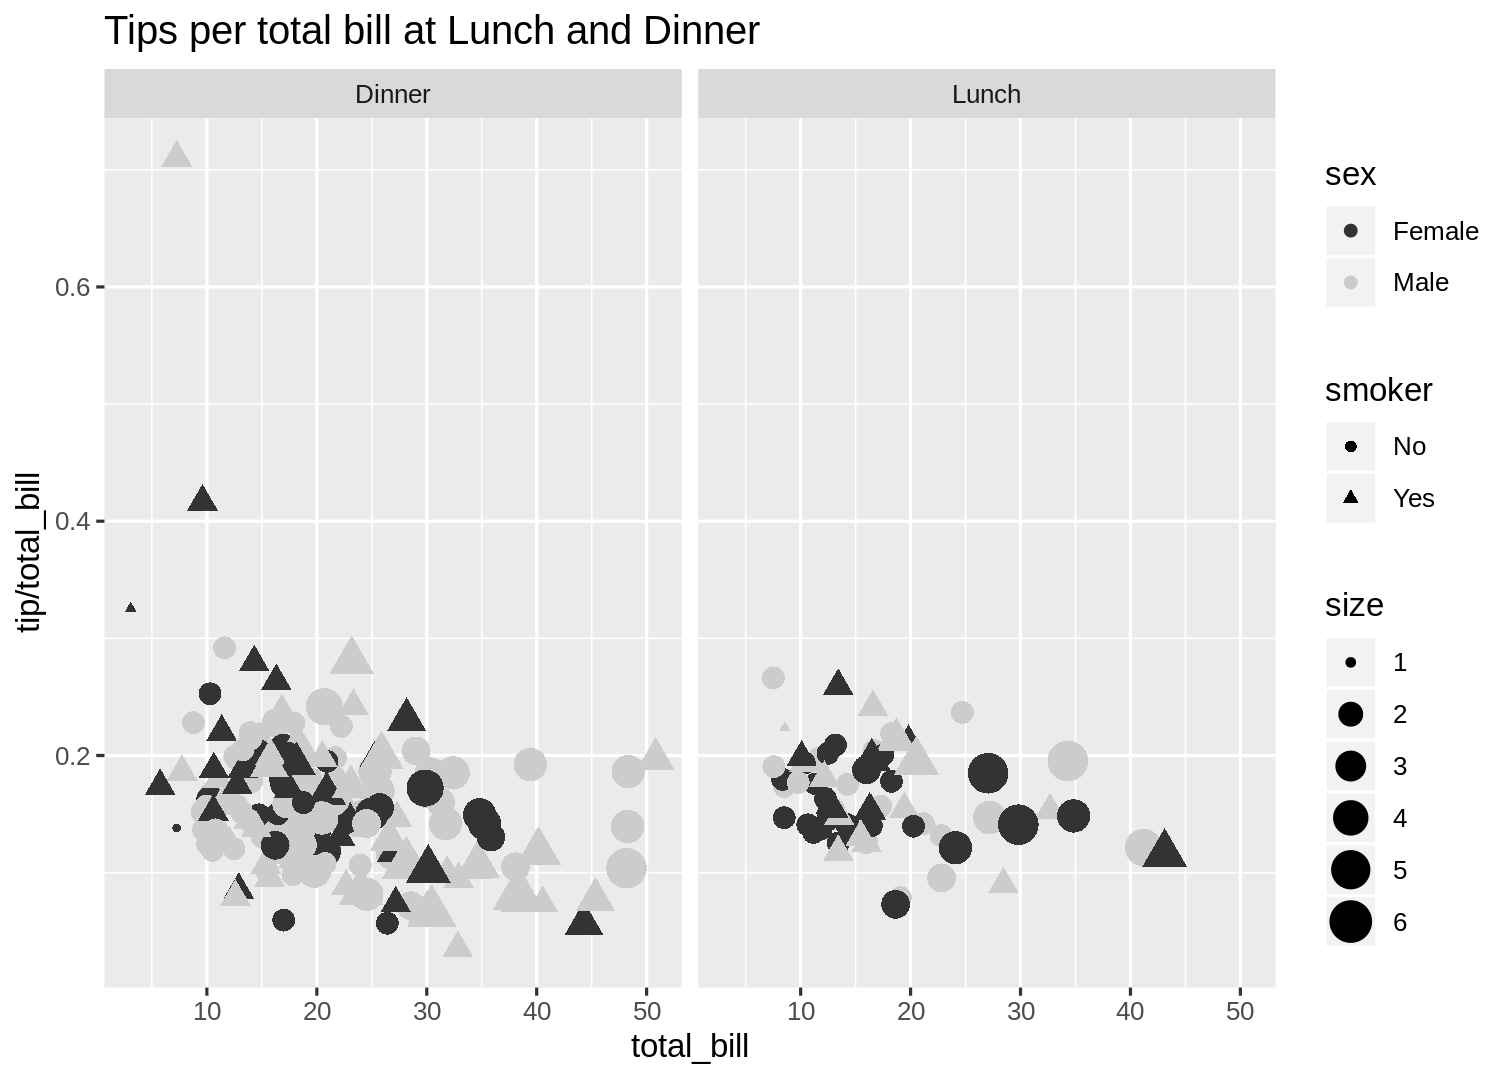 Tips per total bill at Lunch and Dinner
Dinner
Lunch
tip/total_bill
0.6
0.4
0.2
10 20 30 40 50
10 20 30 40 50
total_bill
sex
Female
Male
smoker
No
Yes
size
1
2
3
4
5
6